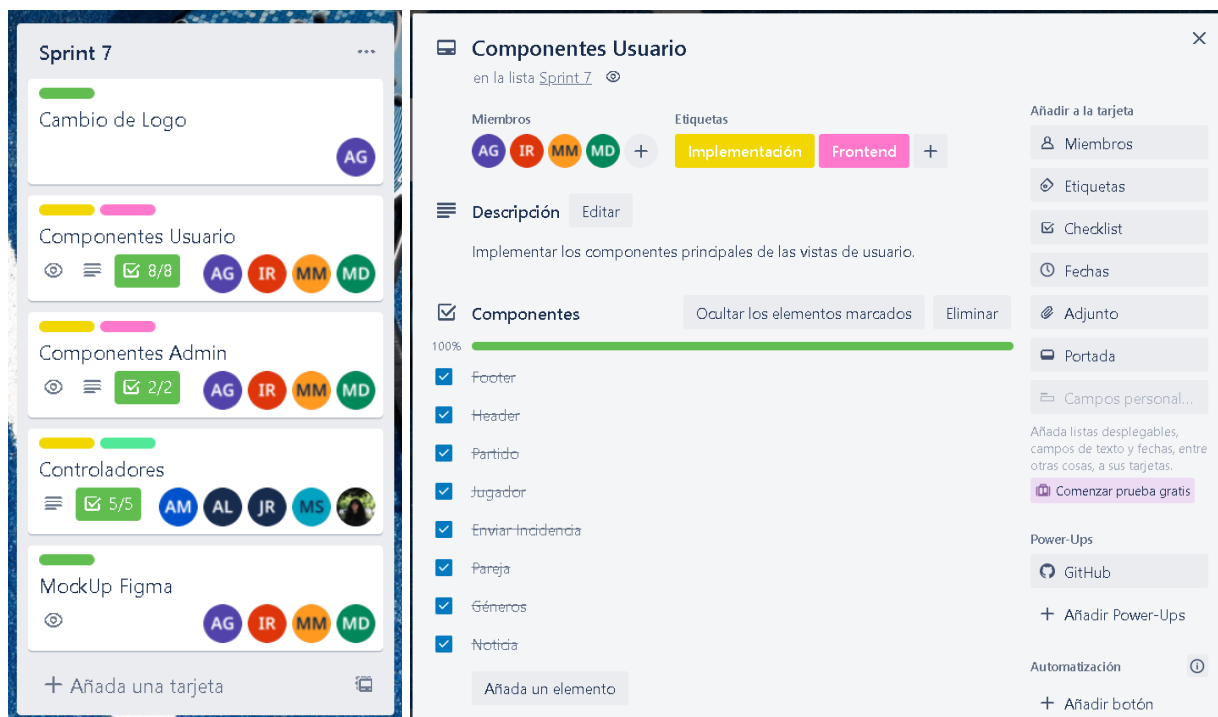 Sprint 7
Cambio de Logo
AG
Componentes Usuario
8/8 AG IR MM MD
Componentes Admin
2/2 AG IR MM MD
Controladores
5/5 AM AL JR MS
MockUp Figma
AG IR MM MD
+ Añada una tarjeta
Componentes Usuario
en la lista Sprint 7
Miembros
AG IR MM MD +
Etiquetas
Implementación Frontend +
Descripción Editar
Implementar los componentes principales de las vistas de usuario.
Componentes Ocultar los elementos marcados Eliminar
100%
Footer
Header
Partido
Jugador
Enviar Incidencia
Pareja
Géneros
Noticia
Añada un elemento
Añadir a la tarjeta
Miembros
Etiquetas
Checklist
Fechas
Adjunto
Portada
Campos personal...
Añada listas desplegables,
campos de texto y fechas, entre
otras cosas, a sus tarjetas.
Comenzar prueba gratis
Power-Ups
GitHub
+ Añadir Power-Ups
Automatización
+ Añadir botón